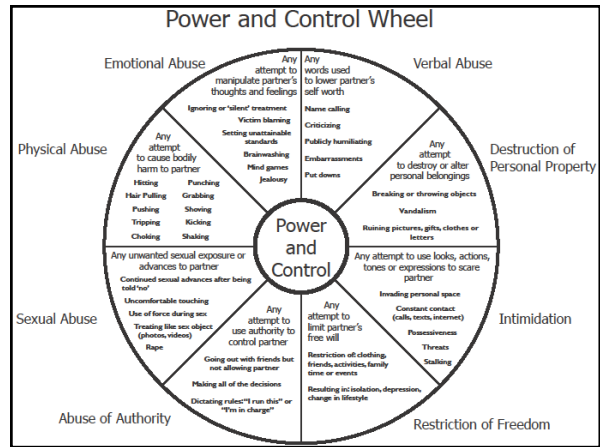 Power and Control Wheel
Emotional Abuse
Any
attempt to
manipulate partner's
thoughts and feelings
Ignoring or 'silent' treatment
Victim blaming
Setting unattainable
standards
Brainwashing
Mind games
Jealousy
Verbal Abuse
Any
words used
to lower partner's
self worth
Name calling
Criticizing
Publicly humiliating
Embarrassments
Put downs
Destruction of
Personal Property
Any
attempt
to destroy or alter
personal belongings
Breaking or throwing objects
Vandalism
Ruining pictures, gifts, clothes or
letters
Intimidation
Any attempt to use looks, actions,
tones or expressions to scare
partner
Invading personal space
Constant contact
(calls, texts, internet)
Possessiveness
Threats
Stalking
Restriction of Freedom
Any
attempt to
limit partner's
free will
Restriction of: clothing,
friends, activities, family
time or events
Resulting in: isolation, depression,
change in lifestyle
Abuse of Authority
Any
attempt to
use authority to
control partner
Going out with friends but
not allowing partner
Making all of the decisions
Dictating rules: "I run this" or
"I'm in charge"
Sexual Abuse
Any unwanted sexual exposure or
advances to partner
Continued sexual advances after being
told 'no'
Uncomfortable touching
Use of force during sex
Treating like sex object
(photos, videos)
Rape
Physical Abuse
Any
attempt
to cause bodily
harm to partner
Hitting Punching
Hair Pulling Grabbing
Pushing Shoving
Tripping Kicking
Choking Shaking
Power
and
Control